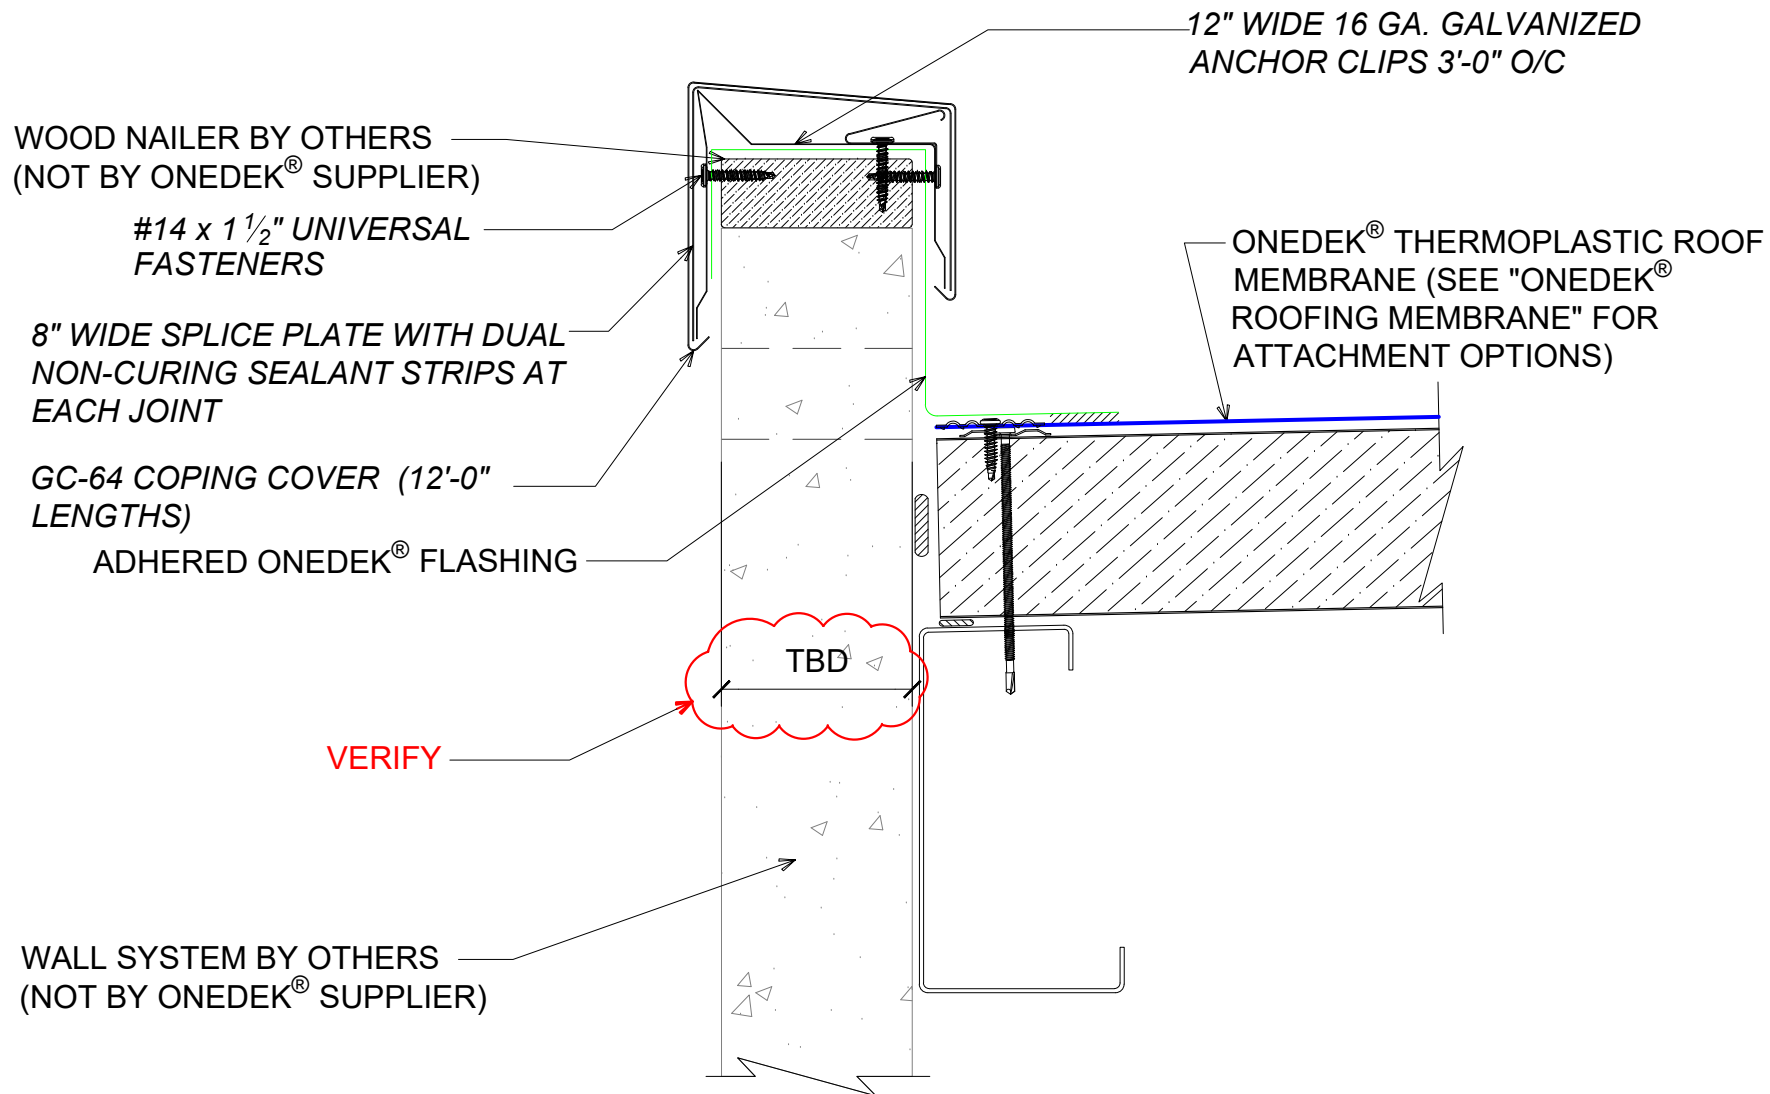 12" WIDE 16 GA. GALVANIZED
ANCHOR CLIPS 3'-0" O/C
WOOD NAILER BY OTHERS
(NOT BY ONEDEK® SUPPLIER)
#14 x 1 1/2" UNIVERSAL
FASTENERS
8" WIDE SPLICE PLATE WITH DUAL
NON-CURING SEALANT STRIPS AT
EACH JOINT
GC-64 COPING COVER (12'-0"
LENGTHS)
ADHERED ONEDEK® FLASHING
ONEDEK® THERMOPLASTIC ROOF
MEMBRANE (SEE "ONEDEK®
ROOFING MEMBRANE" FOR
ATTACHMENT OPTIONS)
TBD
VERIFY
WALL SYSTEM BY OTHERS
(NOT BY ONEDEK® SUPPLIER)